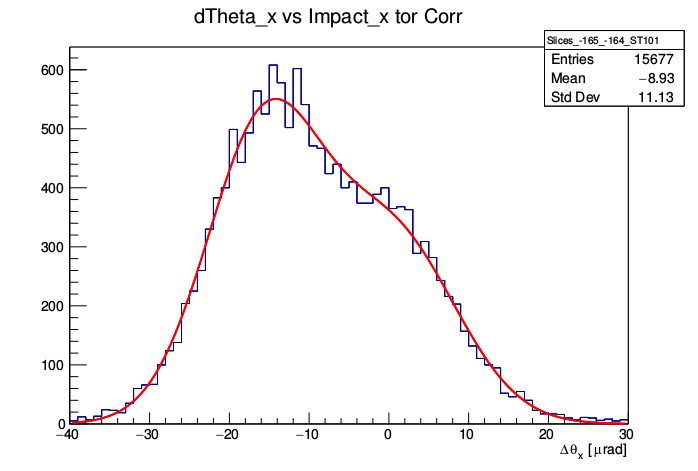 dTheta_x vs Impact_x tor Corr
Slices_-165_-164_ST101
Entries 15677
Mean −8.93
Std Dev 11.13
600
500
400
300
200
100
0
−40 −30 −20 −10 0 10 20 30
Δθx [μrad]